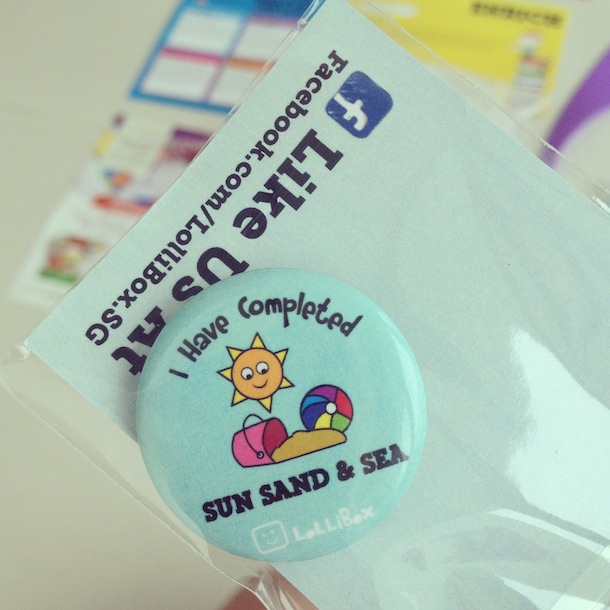 Like Us At
Facebook.com/LolliBox.SG
I Have Completed
SUN SAND & SEA
LolliBox